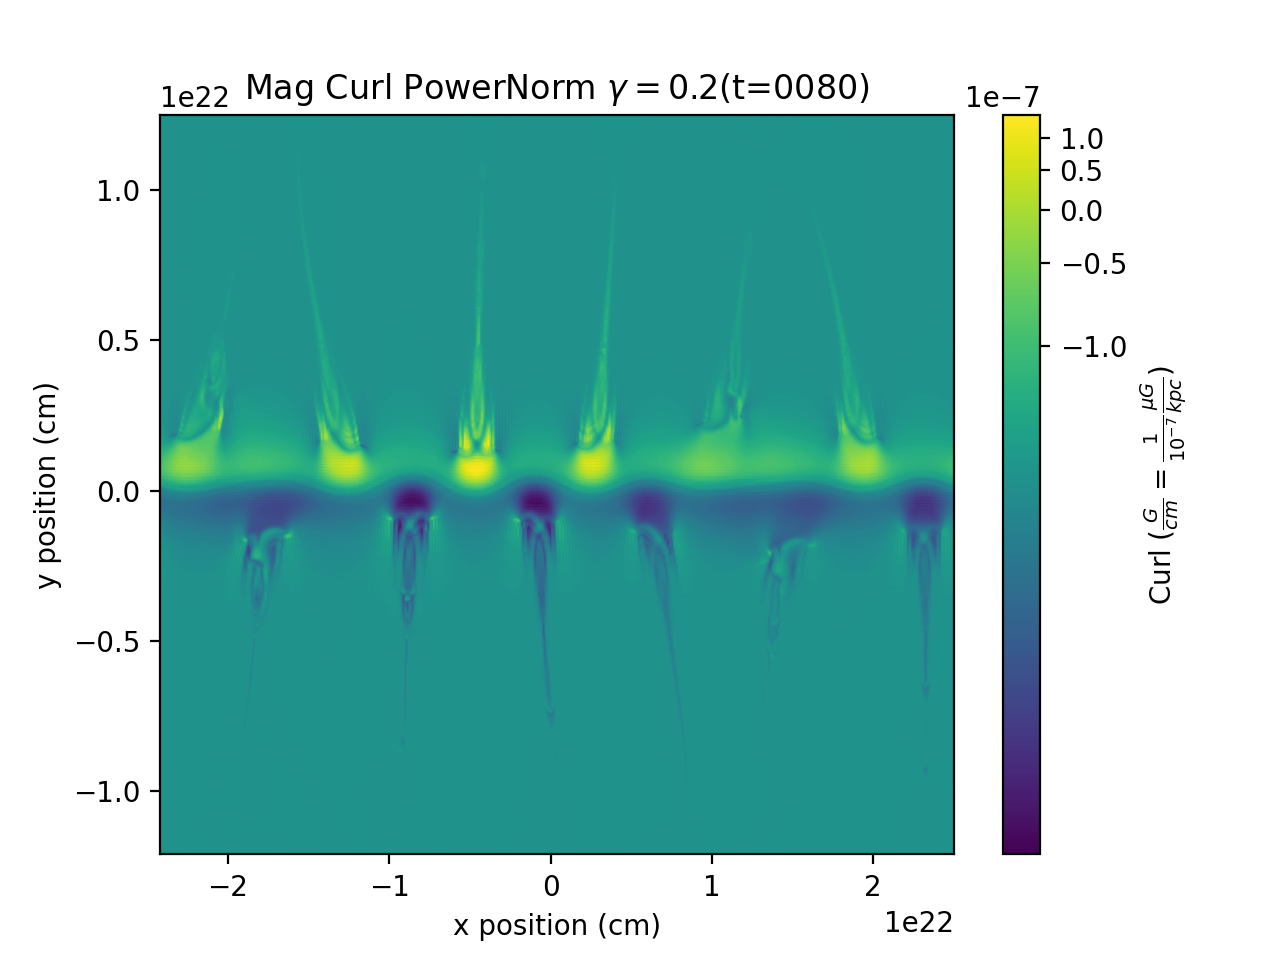 Mag Curl PowerNorm γ = 0.2(t=0080)
1e22
1e−7
1.0
0.5
0.0
−0.5
−1.0
y position (cm)
1.0
0.5
0.0
−0.5
−1.0
Curl (G/cm = 1/10⁻⁷ μG/kpc)
−2
−1
0
1
2
x position (cm)
1e22